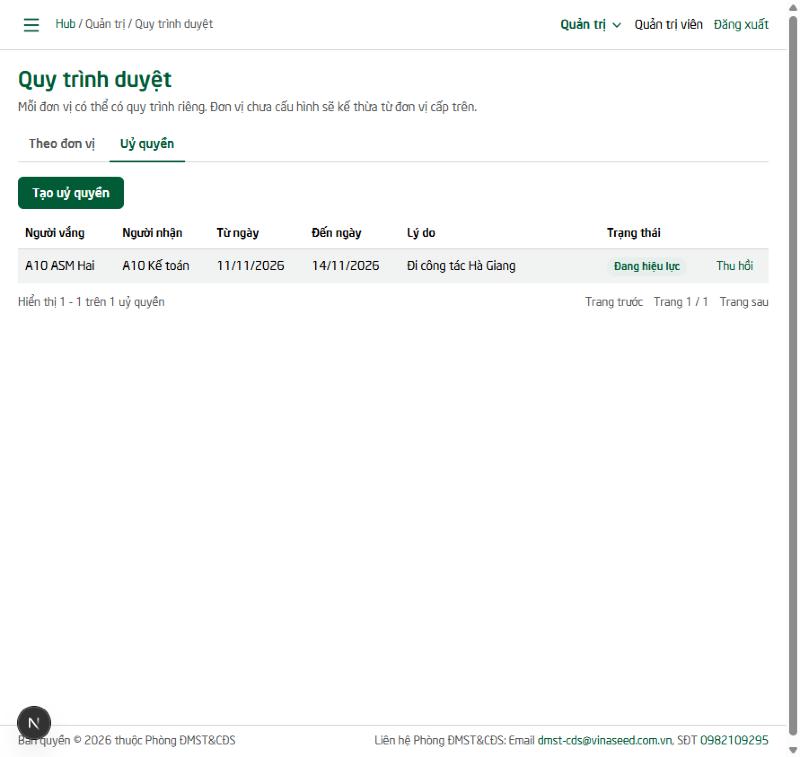 Hub / Quản trị / Quy trình duyệt
Quản trị Quản trị viên Đăng xuất
Quy trình duyệt
Mỗi đơn vị có thể có quy trình riêng. Đơn vị chưa cấu hình sẽ kế thừa từ đơn vị cấp trên.
Theo đơn vị Uỷ quyền
Tạo uỷ quyền
Người vắng Người nhận Từ ngày Đến ngày Lý do Trạng thái
A10 ASM Hai A10 Kế toán 11/11/2026 14/11/2026 Đi công tác Hà Giang Đang hiệu lực Thu hồi
Hiển thị 1 - 1 trên 1 uỷ quyền Trang trước Trang 1 / 1 Trang sau
N
Bản quyền © 2026 thuộc Phòng ĐMST&CĐS Liên hệ Phòng ĐMST&CĐS: Email dmst-cds@vinaseed.com.vn, SĐT 0982109295